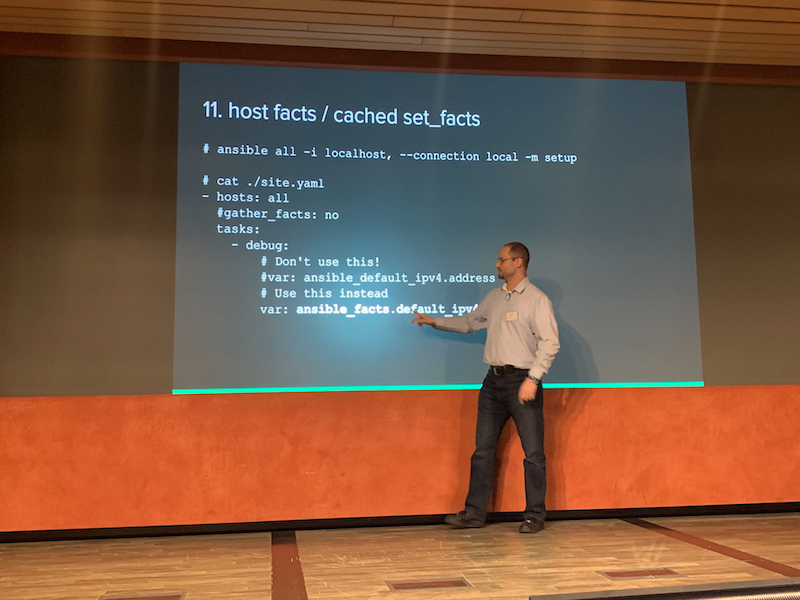 11. host facts / cached set_facts
# ansible all -i localhost, --connection local -m setup
# cat ./site.yaml
- hosts: all
#gather_facts: no
tasks:
- debug:
# Don't use this!
#var: ansible_default_ipv4.address
# Use this instead
var: ansible_facts.default_ipv4